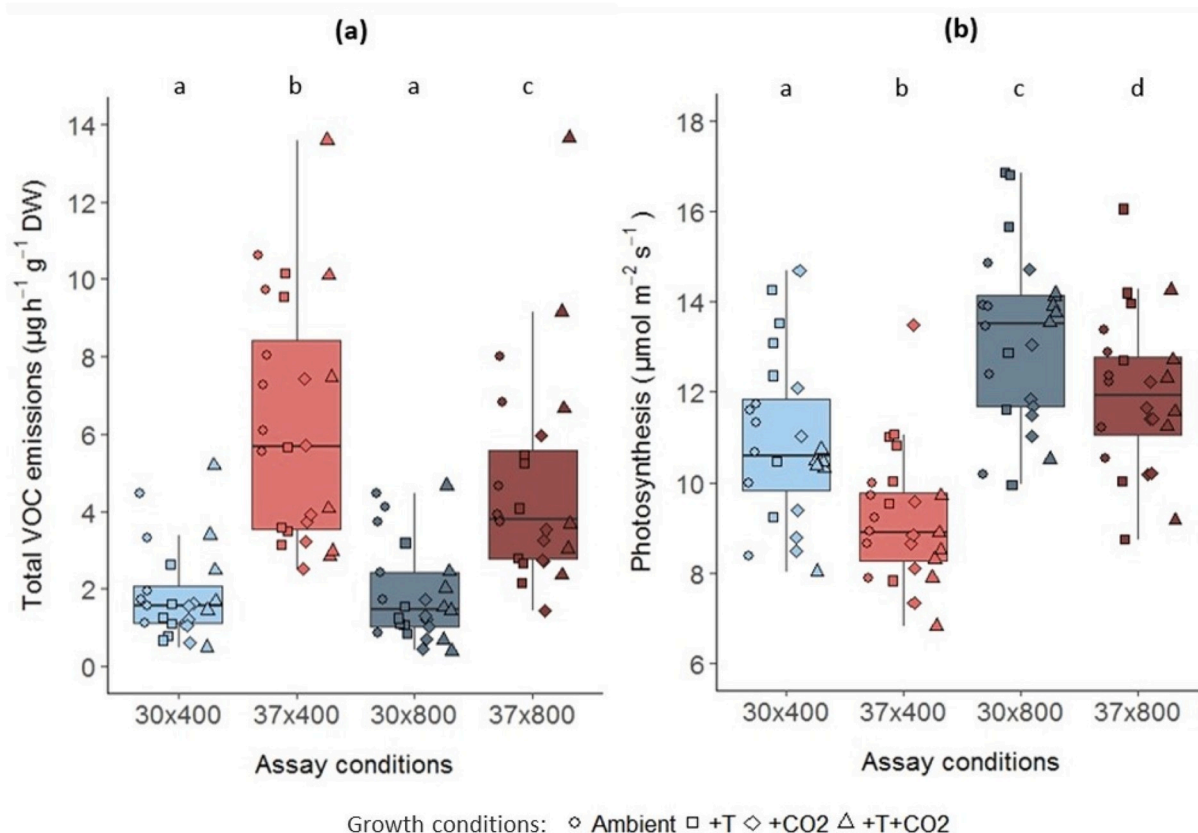 (a)
a b a c
Total VOC emissions (µg h⁻¹ g⁻¹ DW)
14
12
10
8
6
4
2
0
30x400 37x400 30x800 37x800
Assay conditions
(b)
a b c d
Photosynthesis (µmol m⁻² s⁻¹ )
18
16
14
12
10
8
6
30x400 37x400 30x800 37x800
Assay conditions
Growth conditions: Ambient +T +CO2 +T+CO2